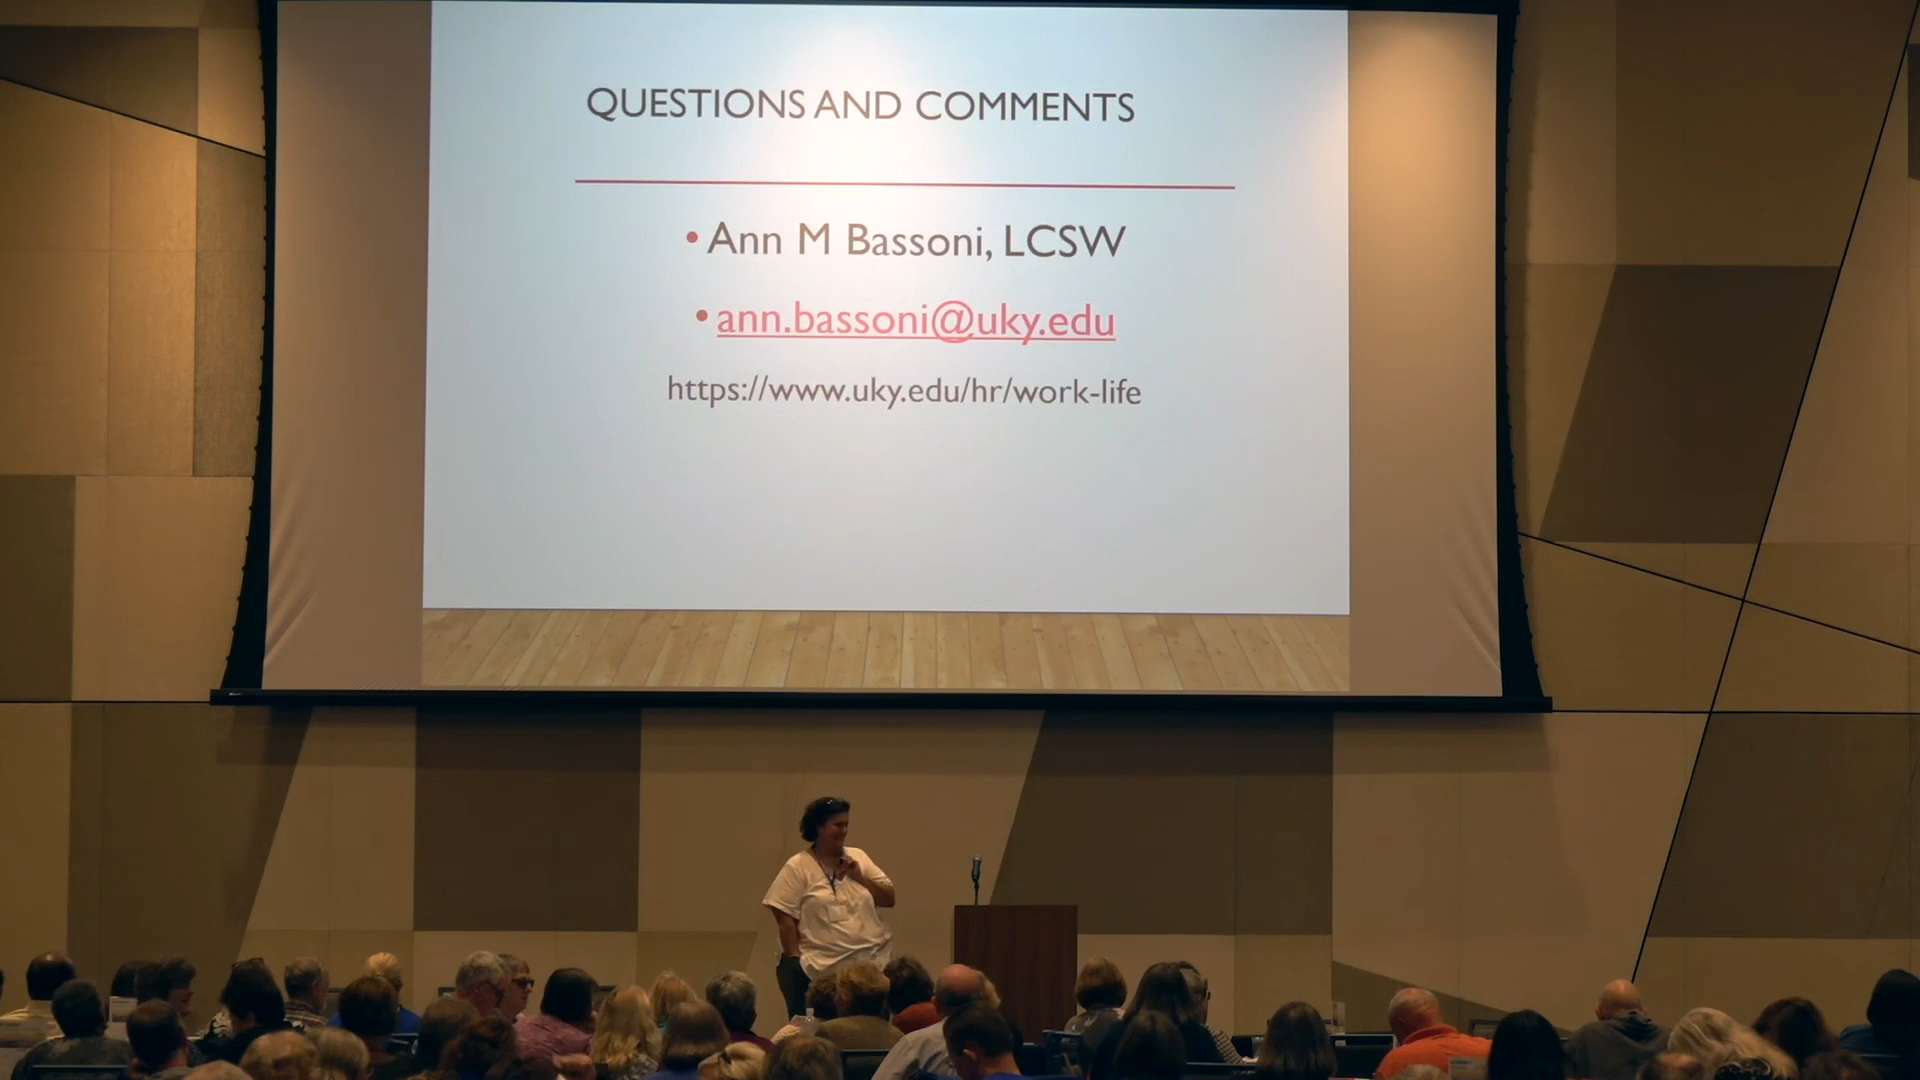 QUESTIONS AND COMMENTS
• Ann M Bassoni, LCSW
• ann.bassoni@uky.edu
https://www.uky.edu/hr/work-life